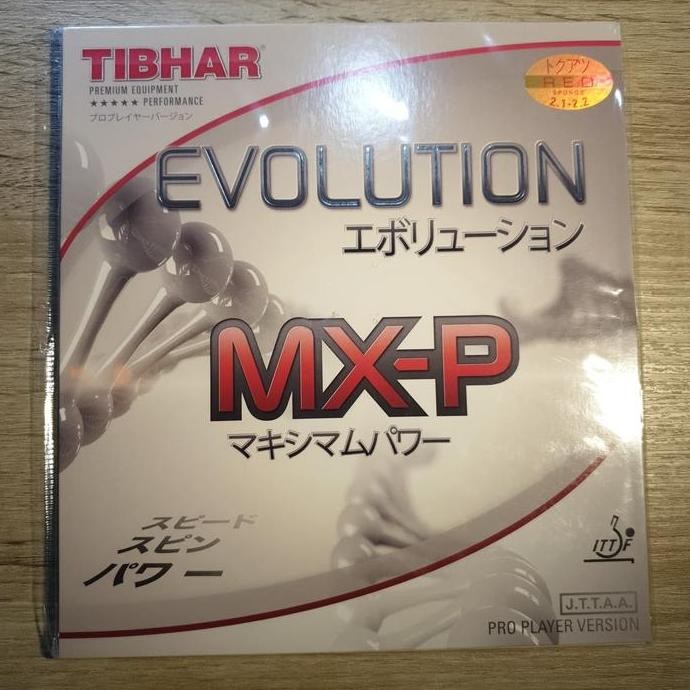 TIBHAR
PREMIUM EQUIPMENT
★★★★★ PERFORMANCE
プロプレイヤーバージョン
トクアツ
RED
SPONGE
2.1-2.2
EVOLUTION
エボリューション
MX-P
マキシマムパワー
スピード
スピン
パワー
ITTF
J.T.T.A.A.
PRO PLAYER VERSION